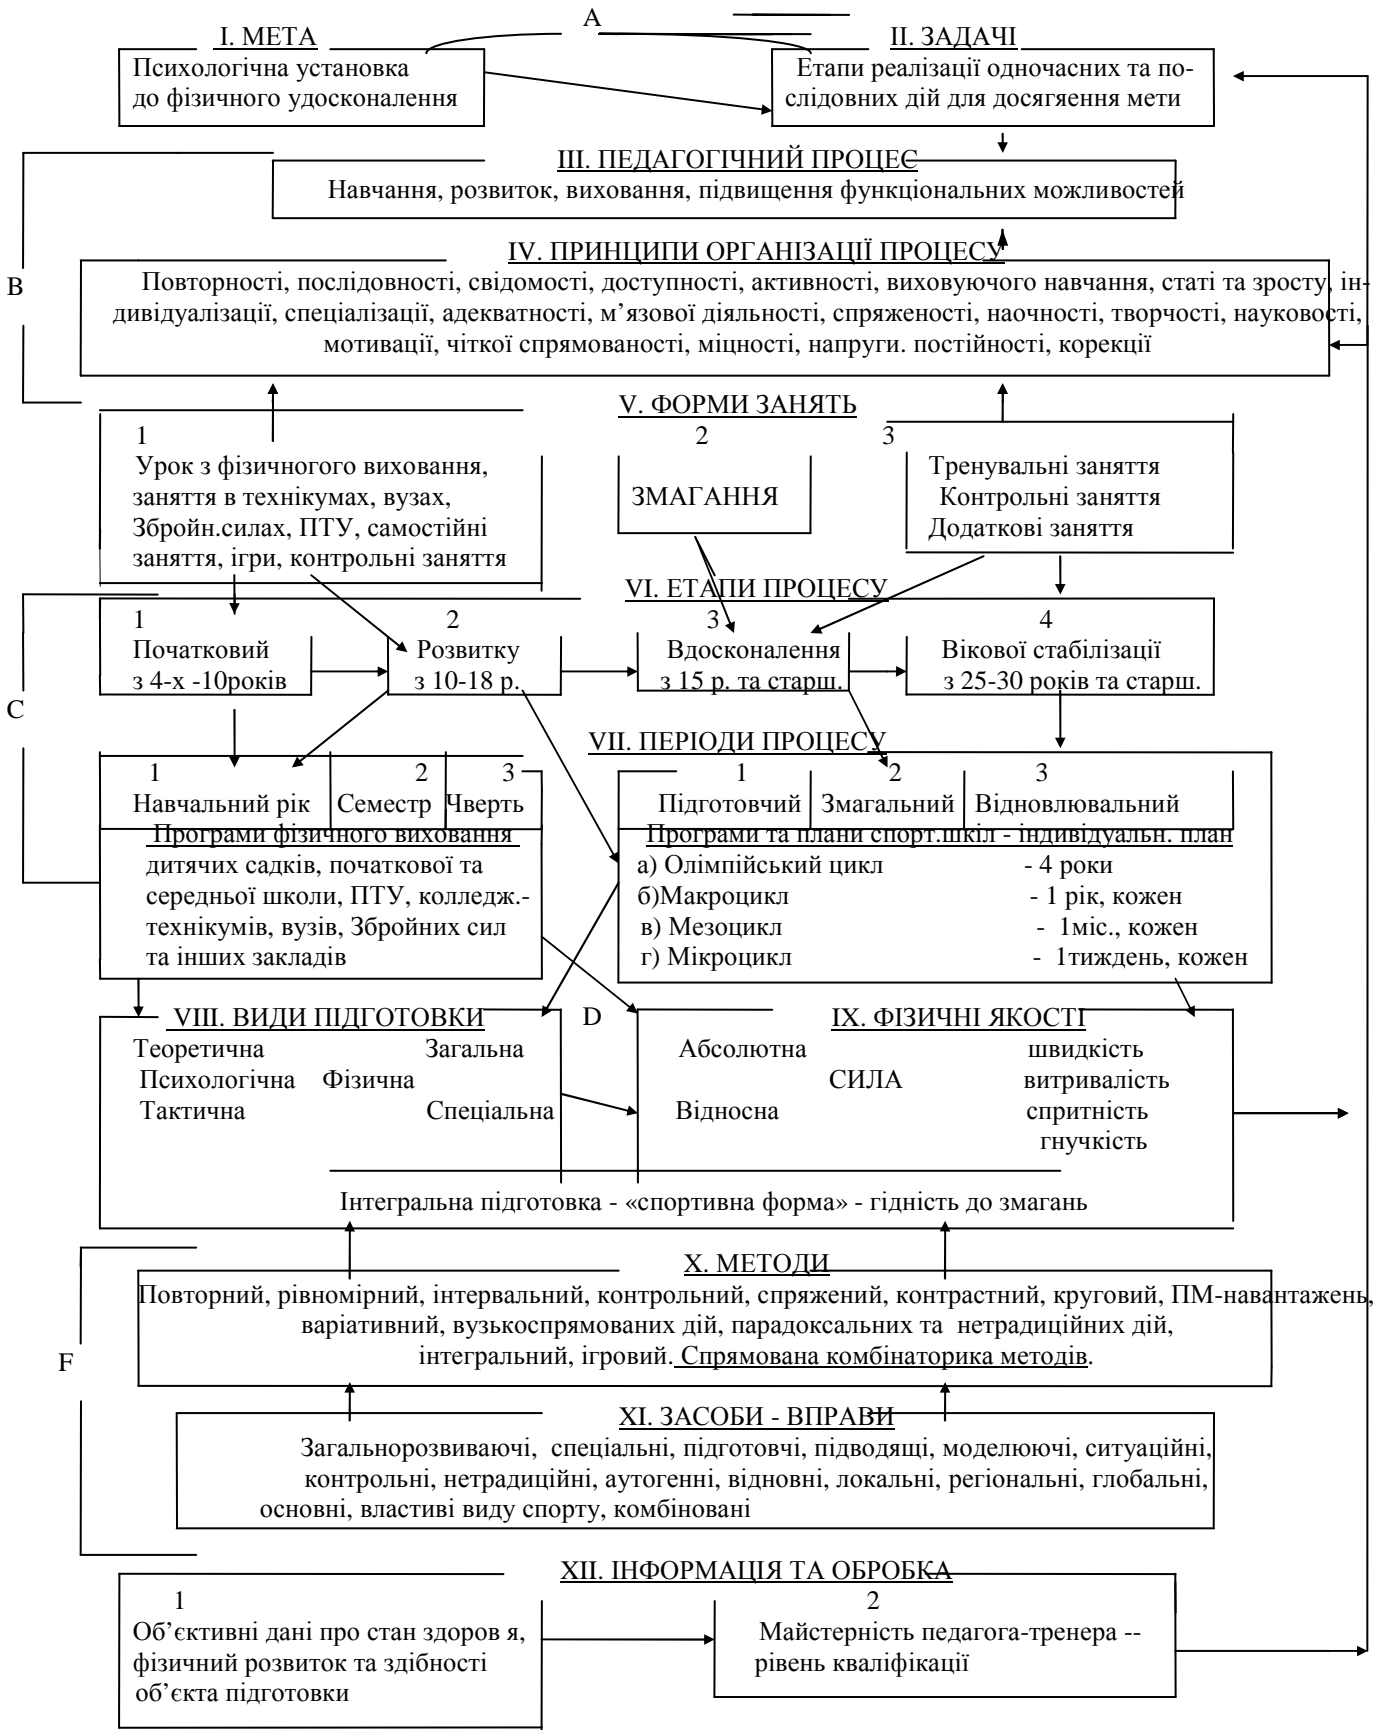 A
I. МЕТА
II. ЗАДАЧІ
Психологічна установка
до фізичного удосконалення
Етапи реалізації одночасних та по-
слідовних дій для досягяення мети
III. ПЕДАГОГІЧНИЙ ПРОЦЕС
Навчання, розвиток, виховання, підвищення функціональних можливостей
B
IV. ПРИНЦИПИ ОРГАНІЗАЦІЇ ПРОЦЕСУ
Повторності, послідовності, свідомості, доступності, активності, виховуючого навчання, статі та зросту, ін-
дивідуалізації, спеціалізації, адекватності, м’язової діяльності, спряженості, наочності, творчості, науковості,
мотивації, чіткої спрямованості, міцності, напруги. постійності, корекції
V. ФОРМИ ЗАНЯТЬ
1
Урок з фізичногого виховання,
заняття в технікумах, вузах,
Збройн.силах, ПТУ, самостійні
заняття, ігри, контрольні заняття
2
ЗМАГАННЯ
3
Тренувальні заняття
Контрольні заняття
Додаткові заняття
C
VI. ЕТАПИ ПРОЦЕСУ
1
Початковий
з 4-х -10років
2
Розвитку
з 10-18 р.
3
Вдосконалення
з 15 р. та старш.
4
Вікової стабілізації
з 25-30 років та старш.
VII. ПЕРІОДИ ПРОЦЕСУ
1 2 3
Навчальний рік Семестр Чверть
Програми фізичного виховання
дитячих садків, початкової та
середньої школи, ПТУ, колледж.-
технікумів, вузів, Збройних сил
та інших закладів
1 2 3
Підготовчий Змагальний Відновлювальний
Програми та плани спорт.шкіл - індивідуальн. план
а) Олімпійський цикл - 4 роки
б)Макроцикл - 1 рік, кожен
в) Мезоцикл - 1міс., кожен
г) Мікроцикл - 1тиждень, кожен
D
VIII. ВИДИ ПІДГОТОВКИ
Теоретична Загальна
Психологічна Фізична
Тактична Спеціальна
IX. ФІЗИЧНІ ЯКОСТІ
Абсолютна швидкість
СИЛА витривалість
Відносна спритність
гнучкість
Інтегральна підготовка - «спортивна форма» - гідність до змагань
F
X. МЕТОДИ
Повторний, рівномірний, інтервальний, контрольний, спряжений, контрастний, круговий, ПМ-навантажень,
варіативний, вузькоспрямованих дій, парадоксальних та нетрадиційних дій,
інтегральний, ігровий. Спрямована комбінаторика методів.
XI. ЗАСОБИ - ВПРАВИ
Загальнорозвиваючі, спеціальні, підготовчі, підводящі, моделюючі, ситуаційні,
контрольні, нетрадиційні, аутогенні, відновні, локальні, регіональні, глобальні,
основні, властиві виду спорту, комбіновані
XII. ІНФОРМАЦІЯ ТА ОБРОБКА
1
Об’єктивні дані про стан здоров я,
фізичний розвиток та здібності
об’єкта підготовки
2
Майстерність педагога-тренера --
рівень кваліфікації